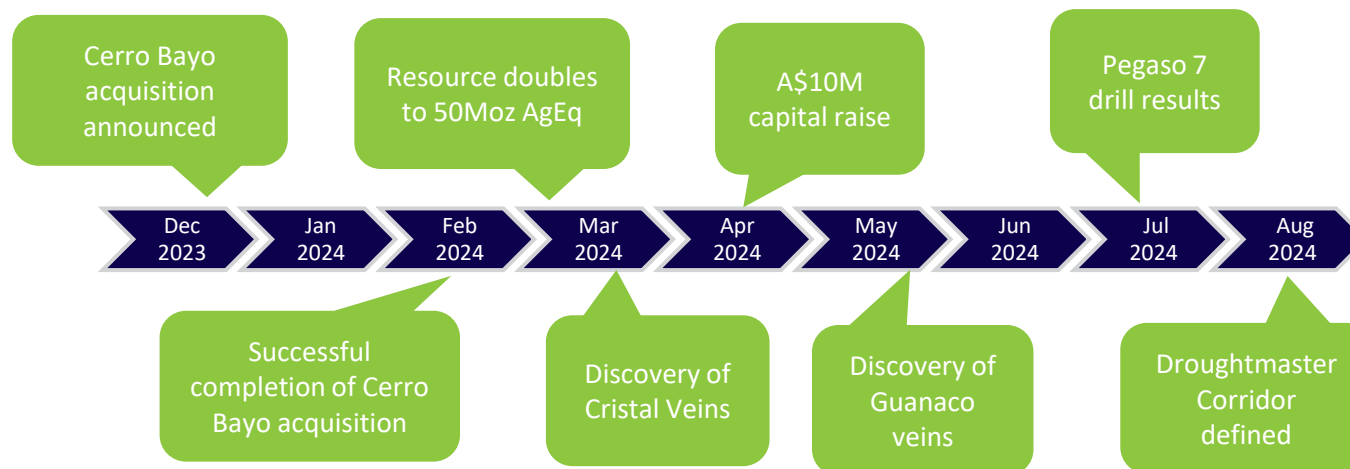 Cerro Bayo
acquisition
announced
Resource doubles
to 50Moz AgEq
A$10M
capital raise
Pegaso 7
drill results
Dec
2023
Jan
2024
Feb
2024
Mar
2024
Apr
2024
May
2024
Jun
2024
Jul
2024
Aug
2024
Successful
completion of Cerro
Bayo acquisition
Discovery of
Cristal Veins
Discovery of
Guanaco
veins
Droughtmaster
Corridor
defined